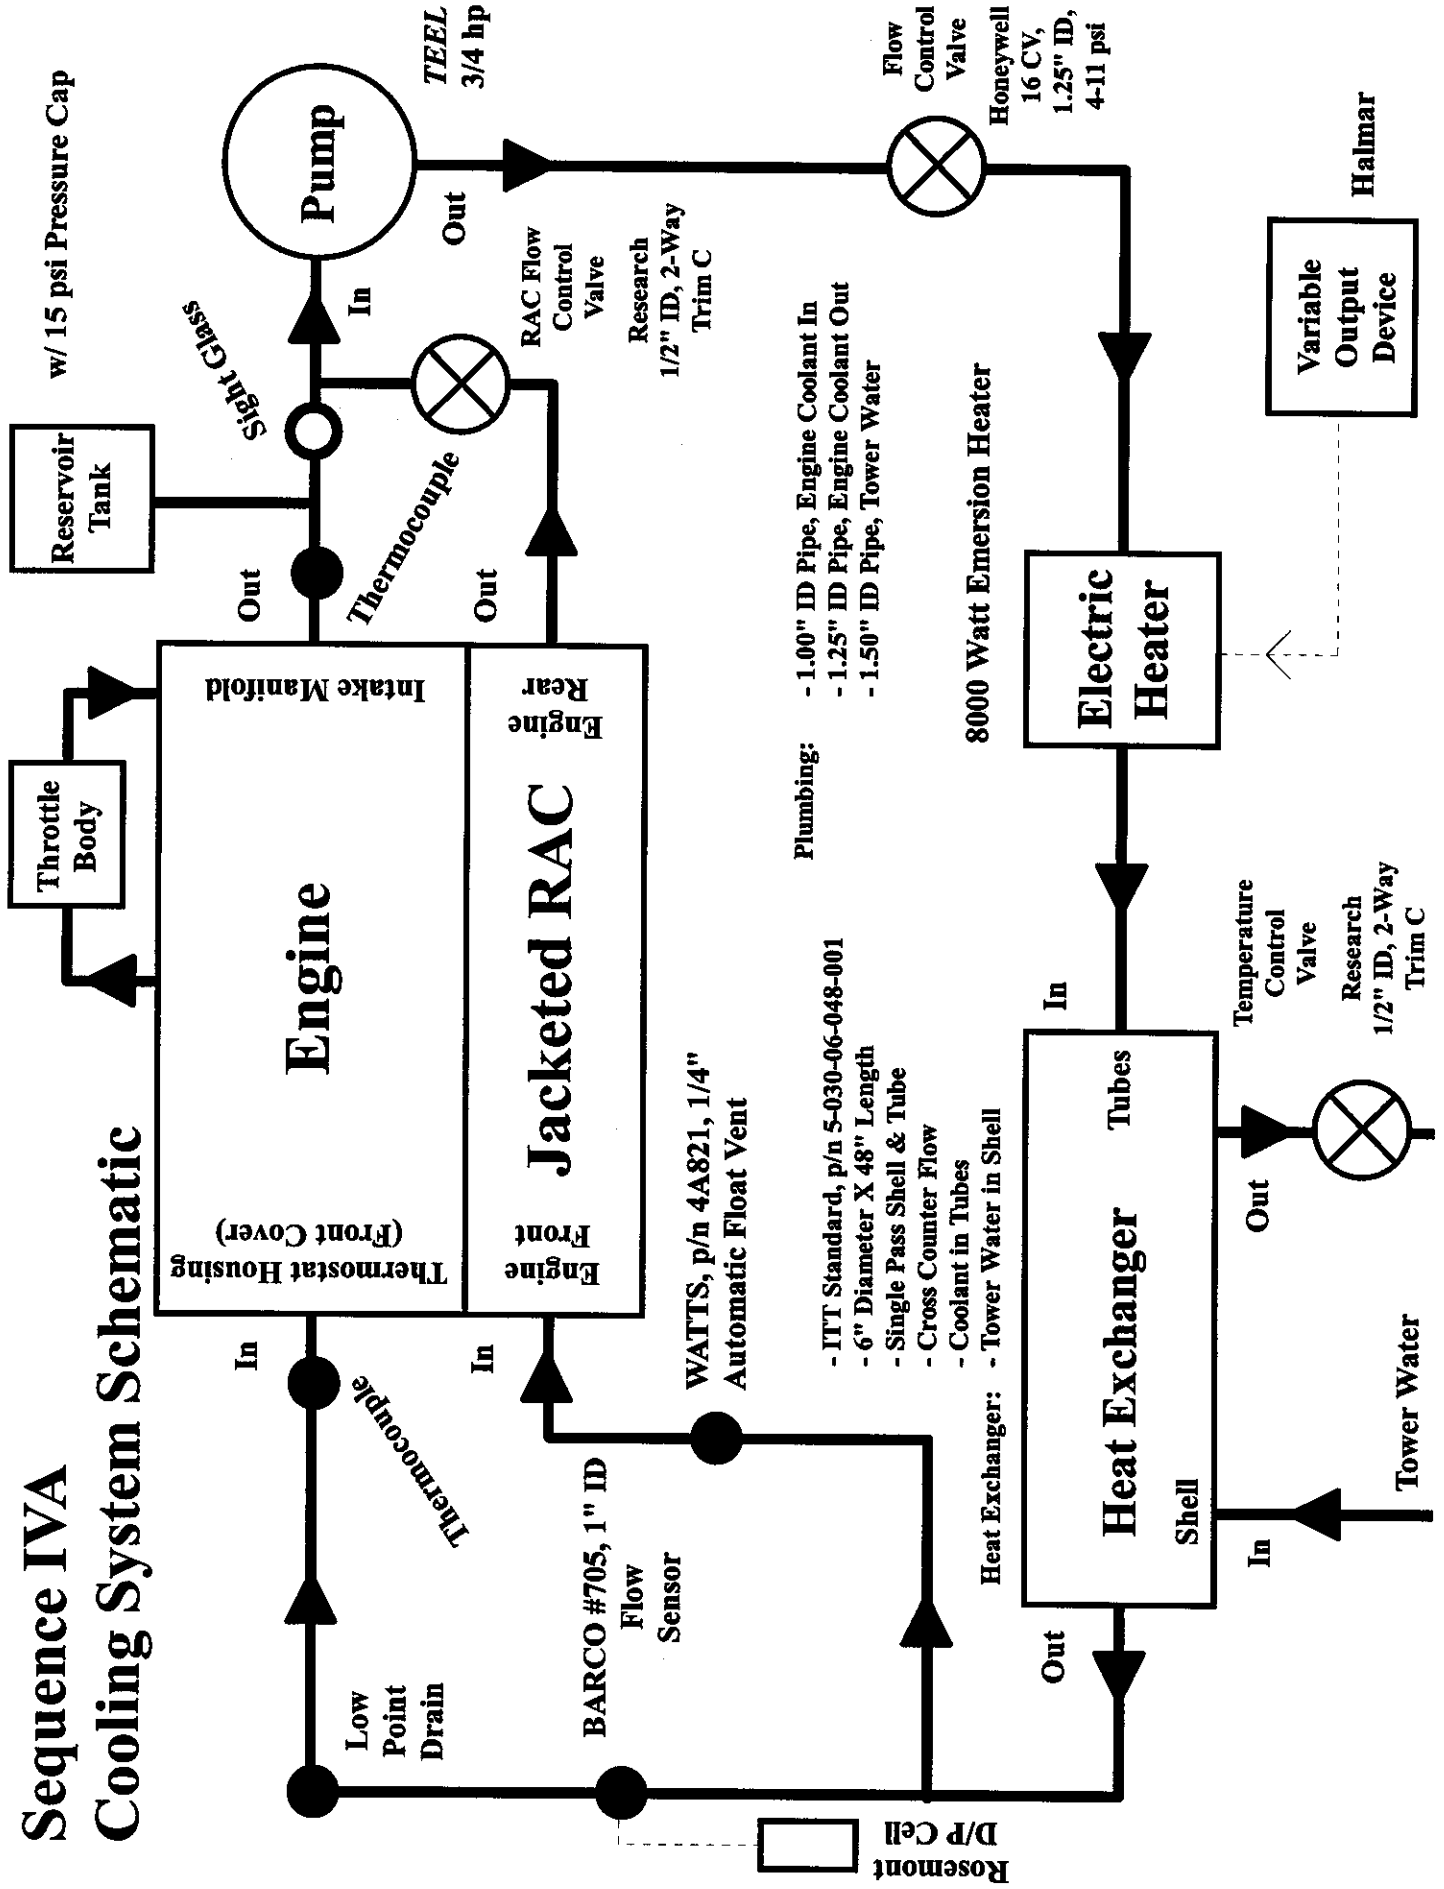 Sequence IVA
Cooling System Schematic
Throttle
Body
Reservoir
Tank
w/ 15 psi Pressure Cap
Thermostat Housing
(Front Cover)
Engine
Intake Manifold
In
Thermocouple
Out
Thermocouple
Sight Glass
In
Pump
TEEL
3/4 hp
Out
Engine
Front
Jacketed RAC
Engine
Rear
In
Out
RAC Flow
Control
Valve
Research
1/2" ID, 2-Way
Trim C
Low
Point
Drain
BARCO #705, 1" ID
Flow
Sensor
WATTS, p/n 4A821, 1/4"
Automatic Float Vent
Rosemont
D/P Cell
Plumbing:
- 1.00" ID Pipe, Engine Coolant In
- 1.25" ID Pipe, Engine Coolant Out
- 1.50" ID Pipe, Tower Water
Flow
Control
Valve
Honeywell
16 CV,
1.25" ID,
4-11 psi
- ITT Standard, p/n 5-030-06-048-001
- 6" Diameter X 48" Length
- Single Pass Shell & Tube
- Cross Counter Flow
- Coolant in Tubes
Heat Exchanger: - Tower Water in Shell
8000 Watt Emersion Heater
Out
Heat Exchanger
Tubes
Shell
In
Electric
Heater
In
Out
Tower Water
Temperature
Control
Valve
Research
1/2" ID, 2-Way
Trim C
Variable
Output
Device
Halmar